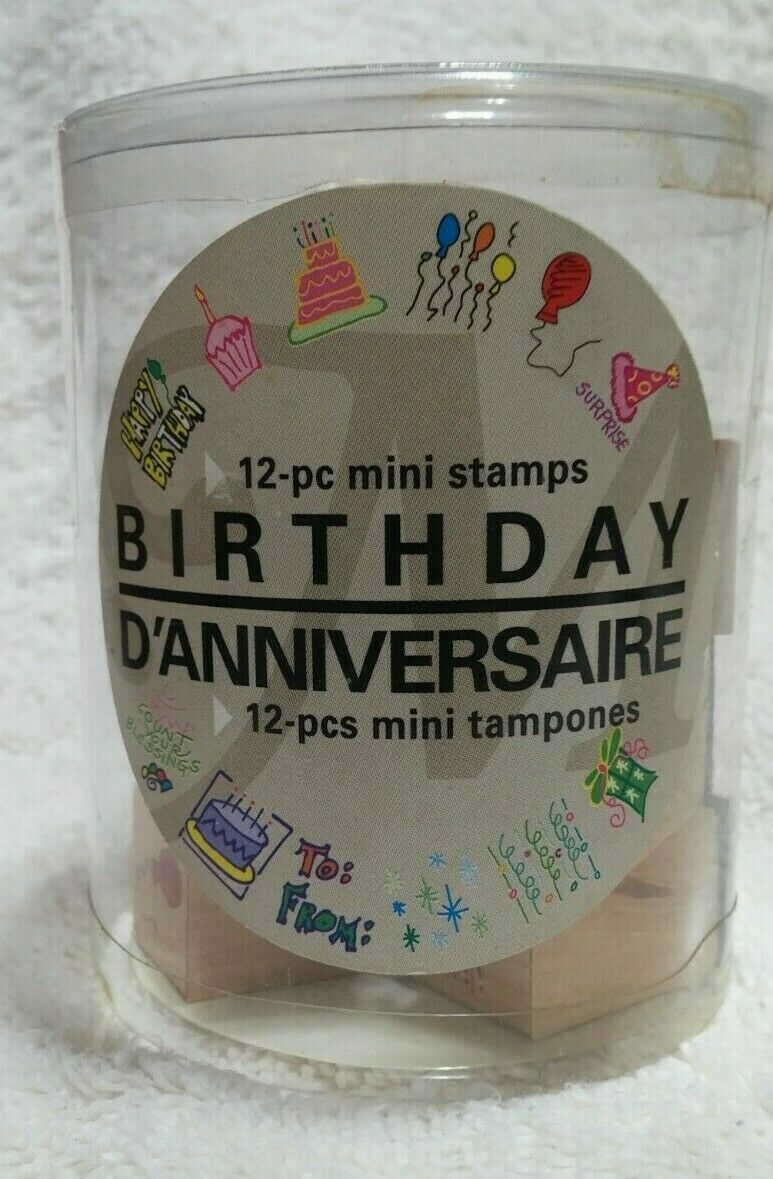 HAPPY
BIRTHDAY
SURPRISE
12-pc mini stamps
BIRTHDAY
D'ANNIVERSAIRE
12-pcs mini tampones
COUNT
YOUR
BLESSINGS
TO:
FROM: